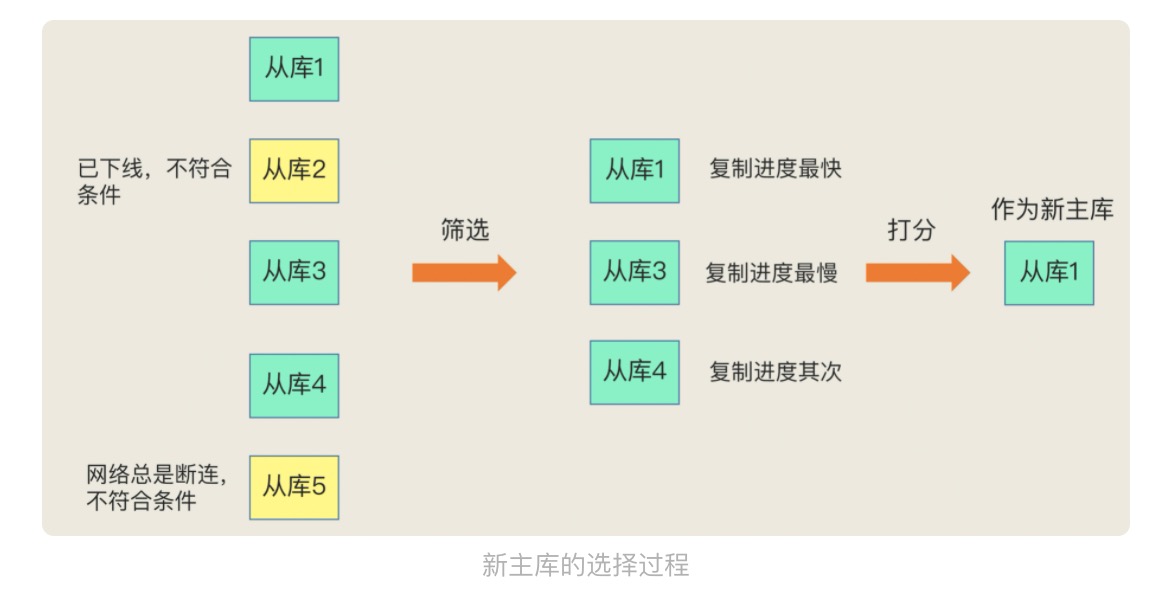 从库1
已下线，不符合
条件
从库2
从库3
从库4
网络总是断连，
不符合条件
从库5
筛选
从库1
复制进度最快
从库3
复制进度最慢
从库4
复制进度其次
打分
作为新主库
从库1
新主库的选择过程